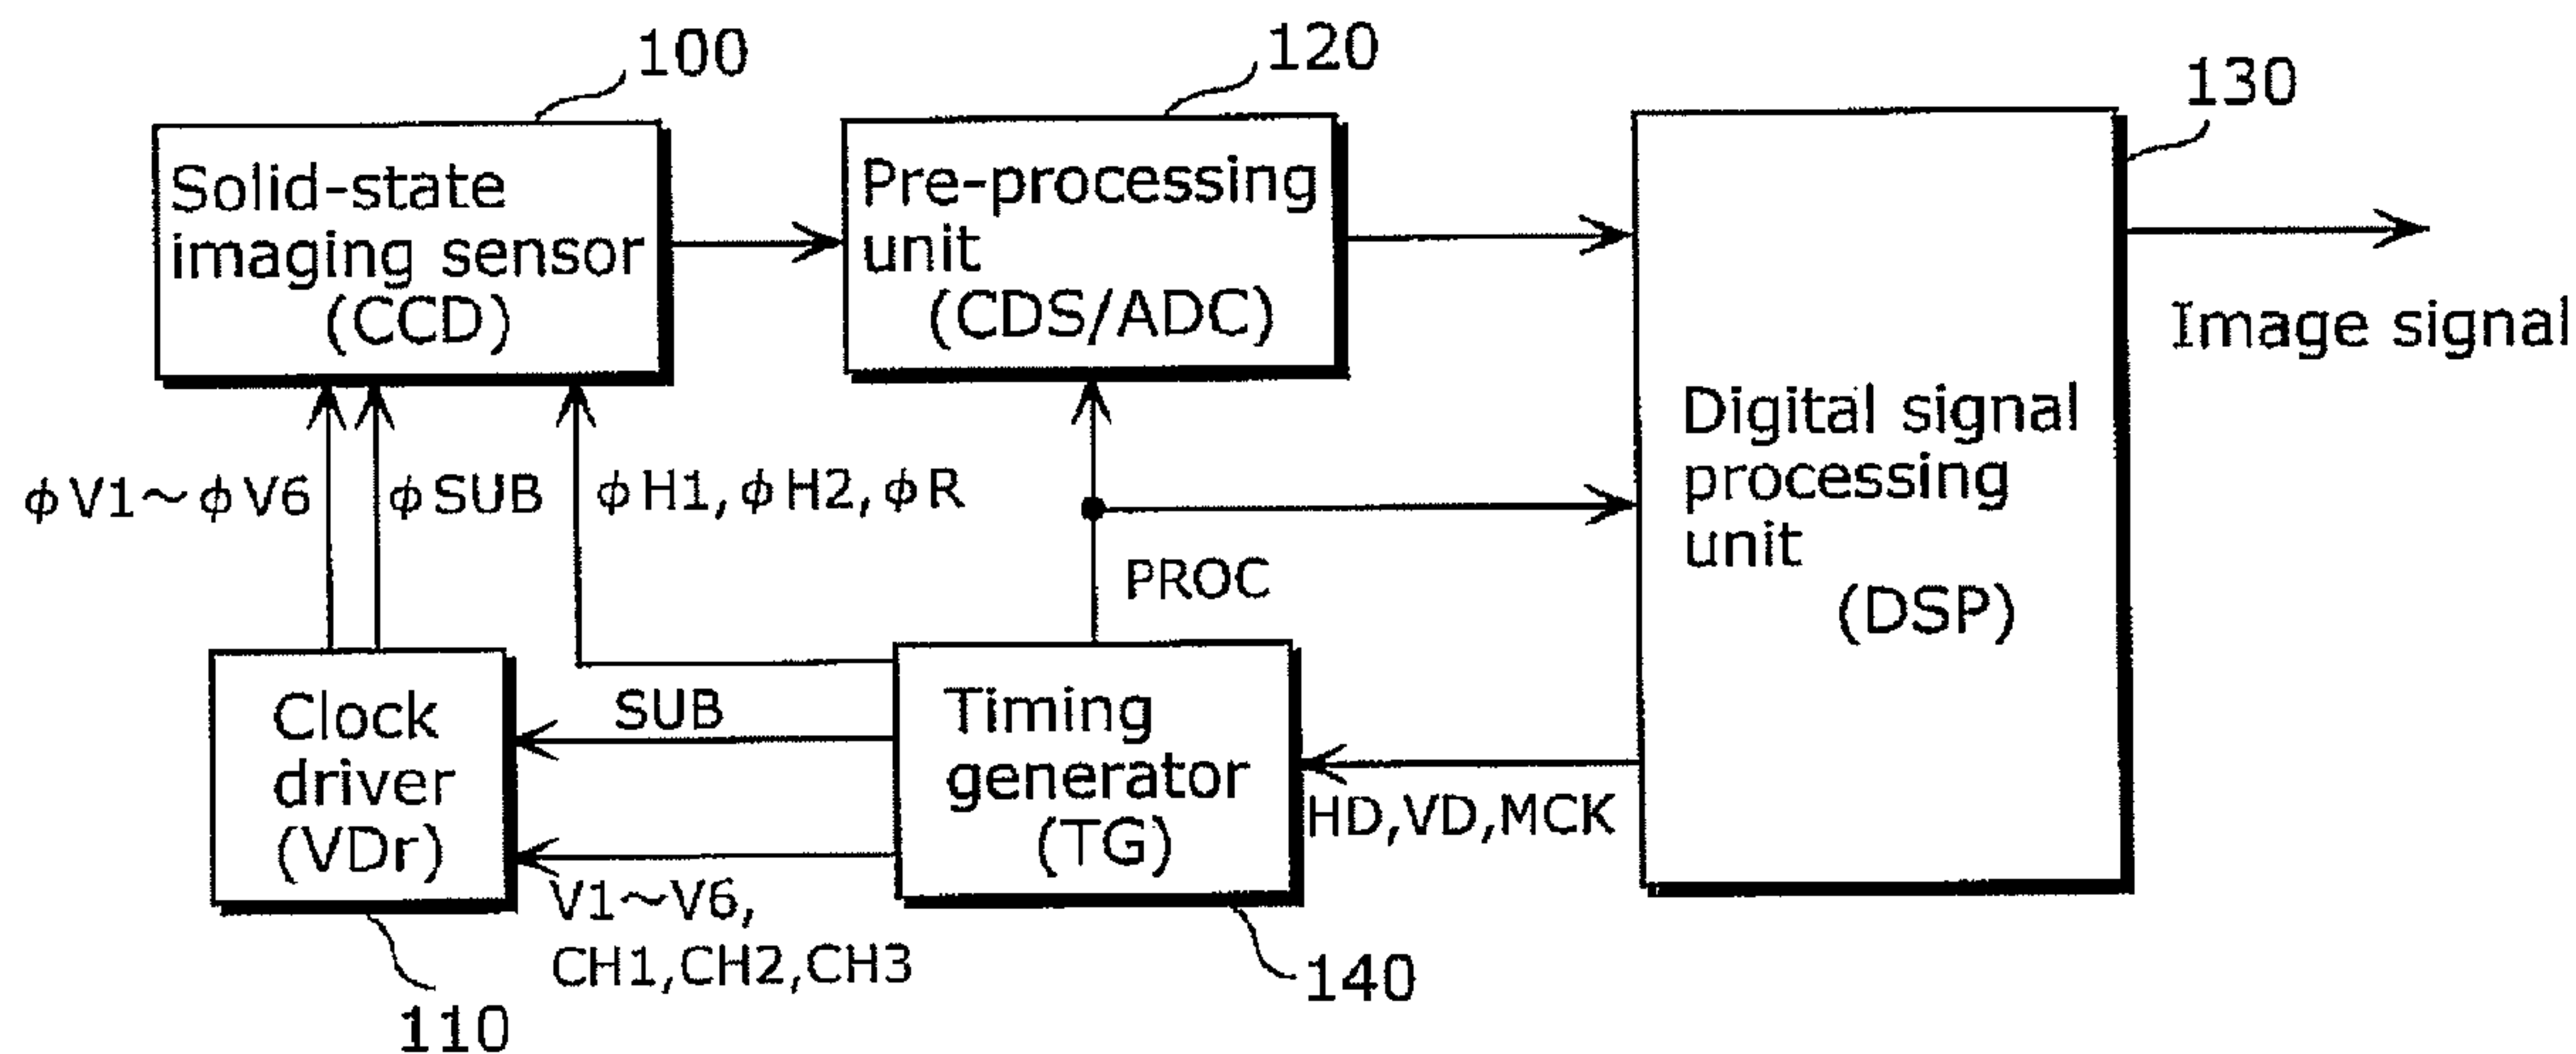 100
120
130
Solid-state
imaging sensor
(CCD)
Pre-processing
unit
(CDS/ADC)
Image signal
Digital signal
processing
unit
(DSP)
ϕV1~ϕV6
ϕSUB
ϕH1,ϕH2,ϕR
PROC
SUB
Clock
driver
(VDr)
Timing
generator
(TG)
HD,VD,MCK
V1~V6,
CH1,CH2,CH3
140
110